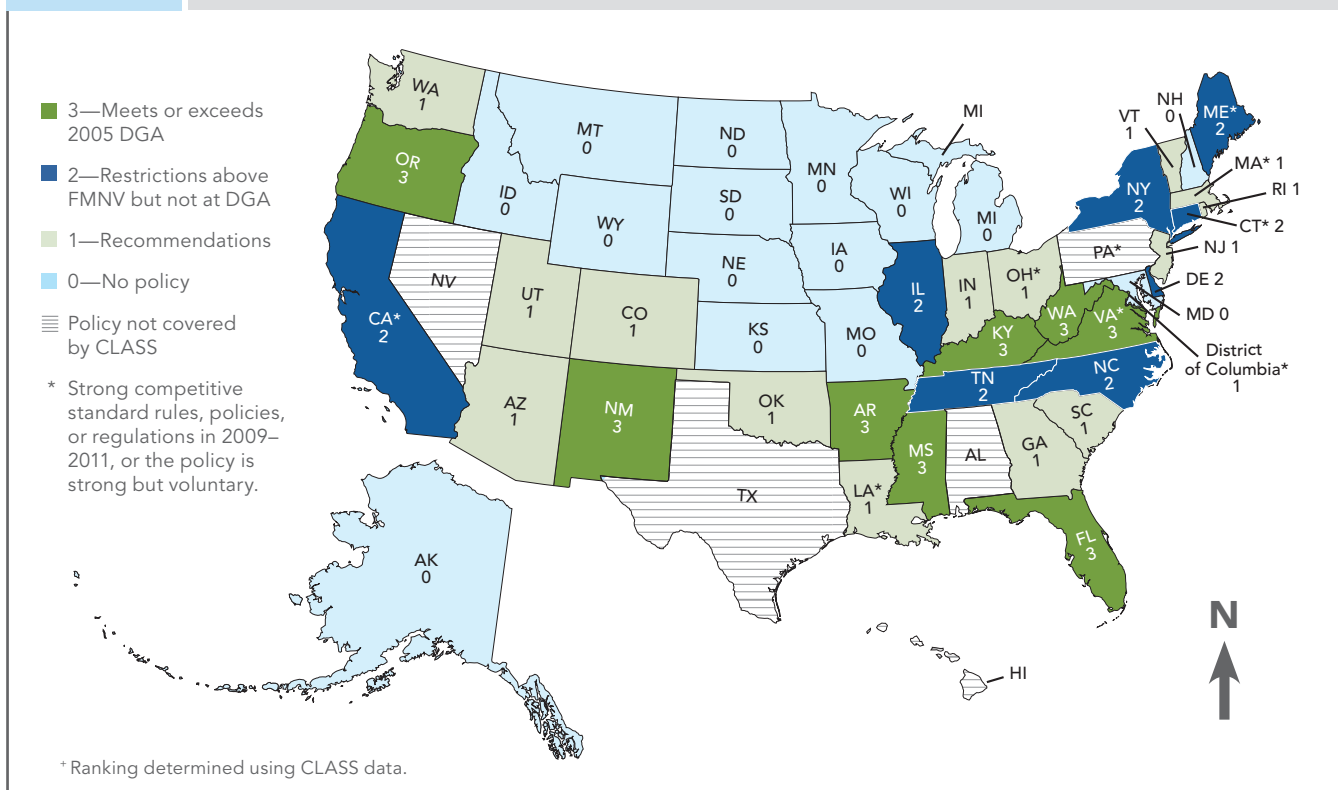 3—Meets or exceeds
2005 DGA
2—Restrictions above
FMNV but not at DGA
1—Recommendations
0—No policy
Policy not covered
by CLASS
* Strong competitive
standard rules, policies,
or regulations in 2009–
2011, or the policy is
strong but voluntary.
WA
1
OR
3
CA*
2
NV
ID
0
MT
0
WY
0
UT
1
CO
1
AZ
1
NM
3
ND
0
SD
0
NE
0
KS
0
OK
1
TX
MN
0
IA
0
MO
0
AR
3
LA*
1
WI
0
IL
2
MI
MI
0
IN
1
OH*
1
KY
3
TN
2
MS
3
AL
GA
1
FL
3
SC
1
NC
2
WA
3
VA*
3
PA*
NY
2
VT
1
NH
0
ME*
2
MA* 1
RI 1
CT* 2
NJ 1
DE 2
MD 0
District
of Columbia*
1
AK
0
HI
N
+ Ranking determined using CLASS data.